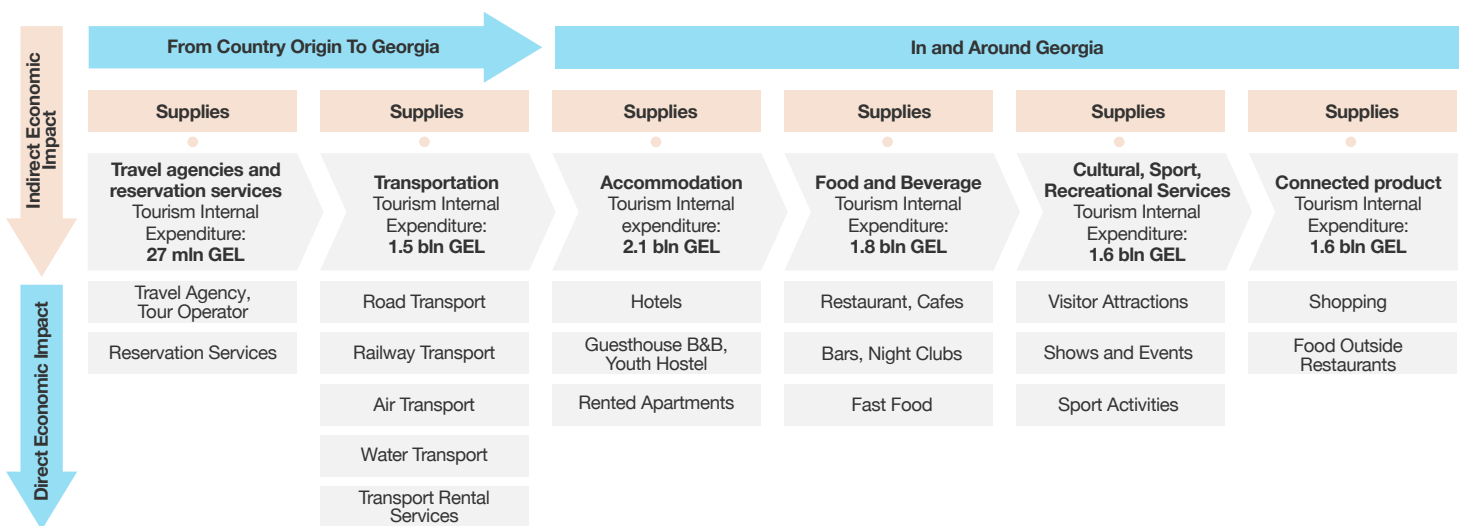 From Country Origin To Georgia
In and Around Georgia
Indirect Economic
Impact
Direct Economic Impact
Supplies
Travel agencies and
reservation services
Tourism Internal
Expenditure:
27 mln GEL
Travel Agency,
Tour Operator
Reservation Services
Supplies
Transportation
Tourism Internal
Expenditure:
1.5 bln GEL
Road Transport
Railway Transport
Air Transport
Water Transport
Transport Rental
Services
Supplies
Accommodation
Tourism Internal
expenditure:
2.1 bln GEL
Hotels
Guesthouse B&B,
Youth Hostel
Rented Apartments
Supplies
Food and Beverage
Tourism Internal
Expenditure:
1.8 bln GEL
Restaurant, Cafes
Bars, Night Clubs
Fast Food
Supplies
Cultural, Sport,
Recreational Services
Tourism Internal
Expenditure:
1.6 bln GEL
Visitor Attractions
Shows and Events
Sport Activities
Supplies
Connected product
Tourism Internal
Expenditure:
1.6 bln GEL
Shopping
Food Outside
Restaurants